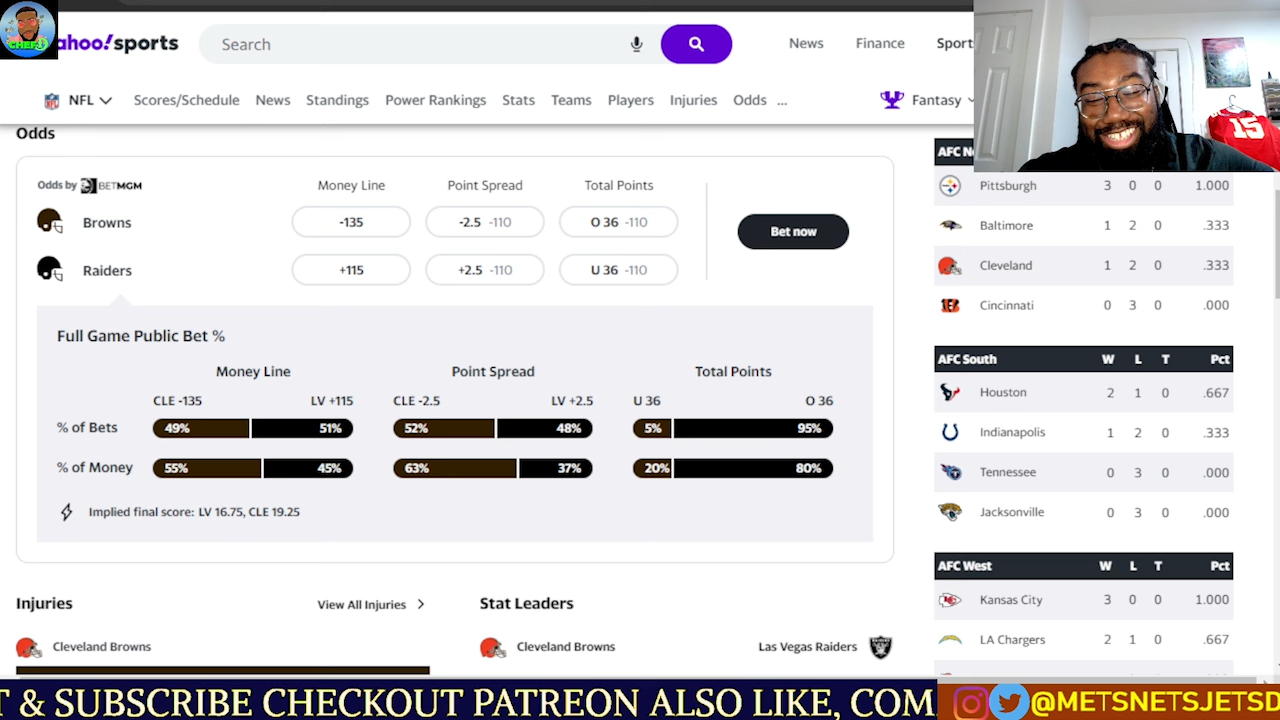 CHEF J
yahoo!sports
Search
News Finance Sport
NFL Scores/Schedule News Standings Power Rankings Stats Teams Players Injuries Odds ... Fantasy
Odds
Odds by BETMGM Money Line Point Spread Total Points
Browns -135 -2.5 -110 O 36 -110
Bet now
Raiders +115 +2.5 -110 U 36 -110
Full Game Public Bet %
Money Line Point Spread Total Points
CLE -135 LV +115 CLE -2.5 LV +2.5 U 36 O 36
% of Bets 49% 51% 52% 48% 5% 95%
% of Money 55% 45% 63% 37% 20% 80%
Implied final score: LV 16.75, CLE 19.25
Injuries View All Injuries
Cleveland Browns
Stat Leaders
Cleveland Browns Las Vegas Raiders
15
AFC No
Pittsburgh 3 0 0 1.000
Baltimore 1 2 0 .333
Cleveland 1 2 0 .333
Cincinnati 0 3 0 .000
AFC South W L T Pct
Houston 2 1 0 .667
Indianapolis 1 2 0 .333
Tennessee 0 3 0 .000
Jacksonville 0 3 0 .000
AFC West W L T Pct
Kansas City 3 0 0 1.000
LA Chargers 2 1 0 .667
T & SUBSCRIBE CHECKOUT PATREON ALSO LIKE, COM
@METSNETSJETSD